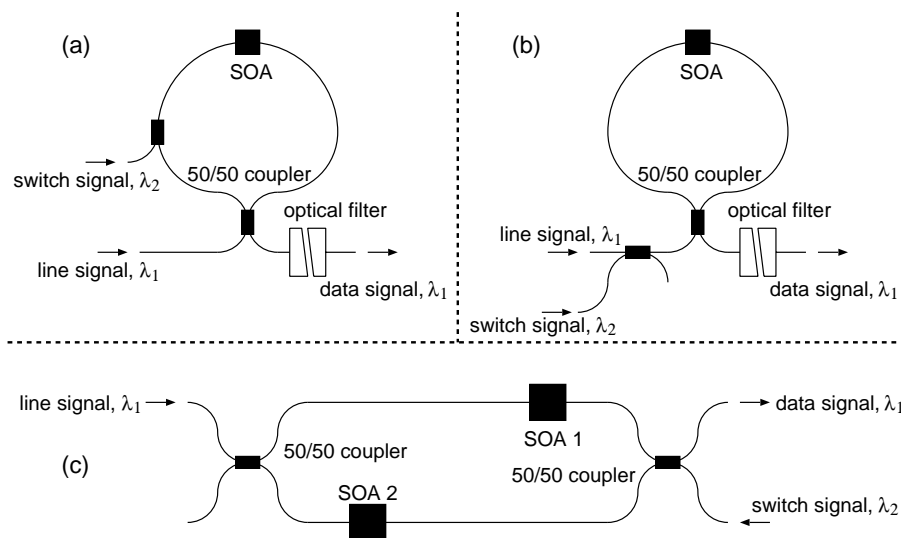 (a)
SOA
50/50 coupler
switch signal, λ2
optical filter
line signal, λ1
data signal, λ1
(b)
SOA
50/50 coupler
optical filter
line signal, λ1
data signal, λ1
switch signal, λ2
line signal, λ1
data signal, λ1
SOA 1
50/50 coupler
(c)
50/50 coupler
SOA 2
switch signal, λ2